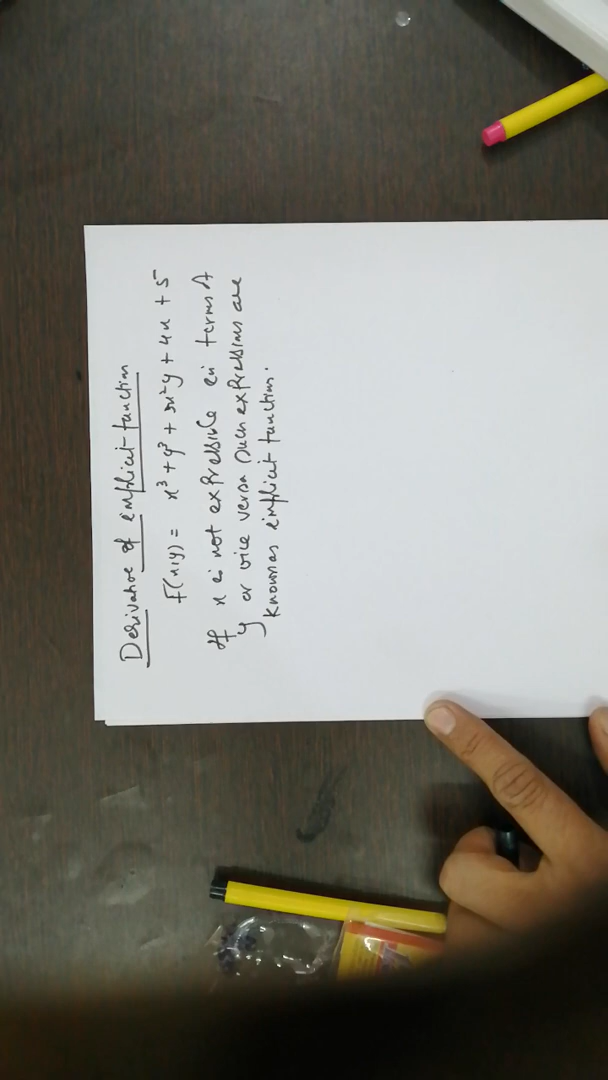 Derivative of implicit function
f(x,y) = x³ + y³ + 3x²y + 4x + 5
If x is not expressible in terms of
y or vice versa such expressions are
known as implicit function.